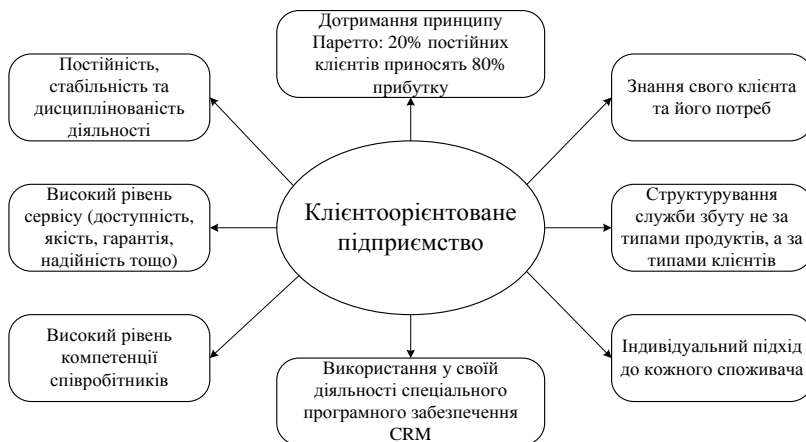 Дотримання принципу
Паретто: 20% постійних
клієнтів приносять 80%
прибутку
Постійність,
стабільність та
дисциплінованість
діяльності
Знання свого клієнта
та його потреб
Високий рівень
сервісу (доступність,
якість, гарантія,
надійність тощо)
Клієнтоорієнтоване
підприємство
Структурування
служби збуту не за
типами продуктів, а за
типами клієнтів
Високий рівень
компетенції
співробітників
Використання у своїй
діяльності спеціального
програмного забезпечення
CRM
Індивідуальний підхід
до кожного споживача